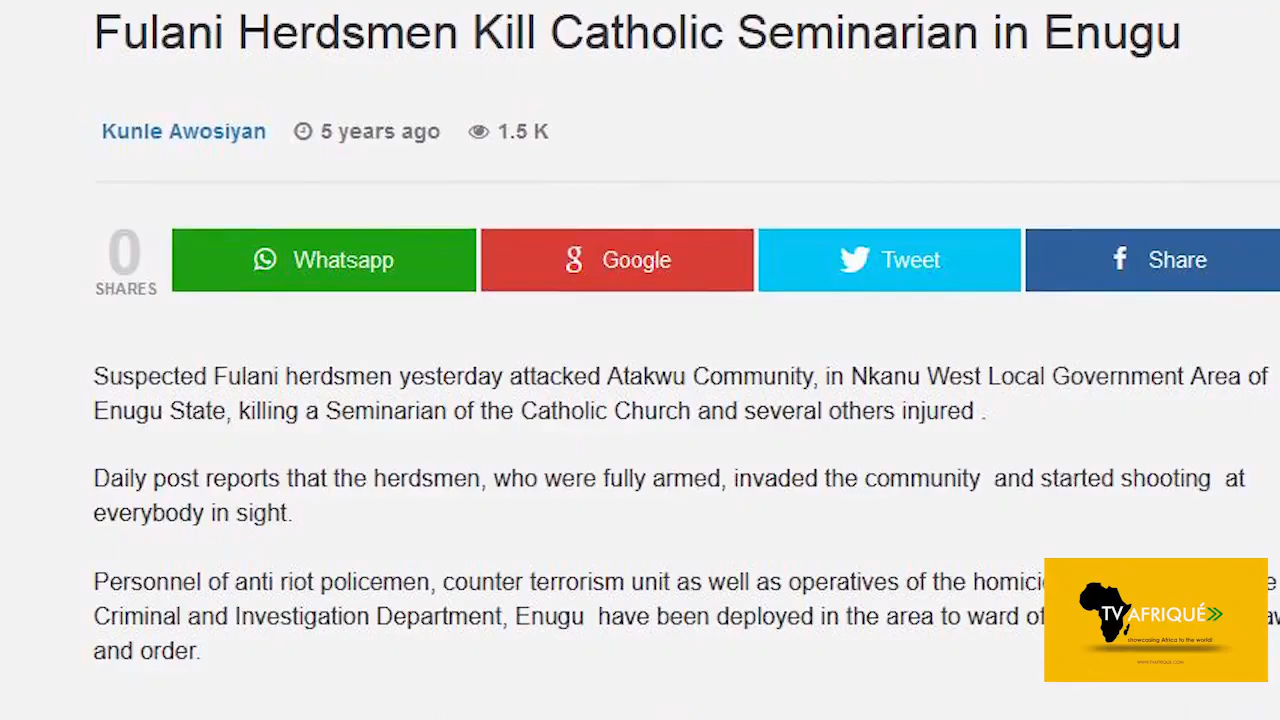 Fulani Herdsmen Kill Catholic Seminarian in Enugu
Kunle Awosiyan 5 years ago 1.5 K
0
SHARES
Whatsapp Google Tweet Share
Suspected Fulani herdsmen yesterday attacked Atakwu Community, in Nkanu West Local Government Area of
Enugu State, killing a Seminarian of the Catholic Church and several others injured .
Daily post reports that the herdsmen, who were fully armed, invaded the community and started shooting at
everybody in sight.
Personnel of anti riot policemen, counter terrorism unit as well as operatives of the
Criminal and Investigation Department, Enugu have been deployed in the area to ward
and order.
TV AFRIQUÉ
showcasing Africa to the world!